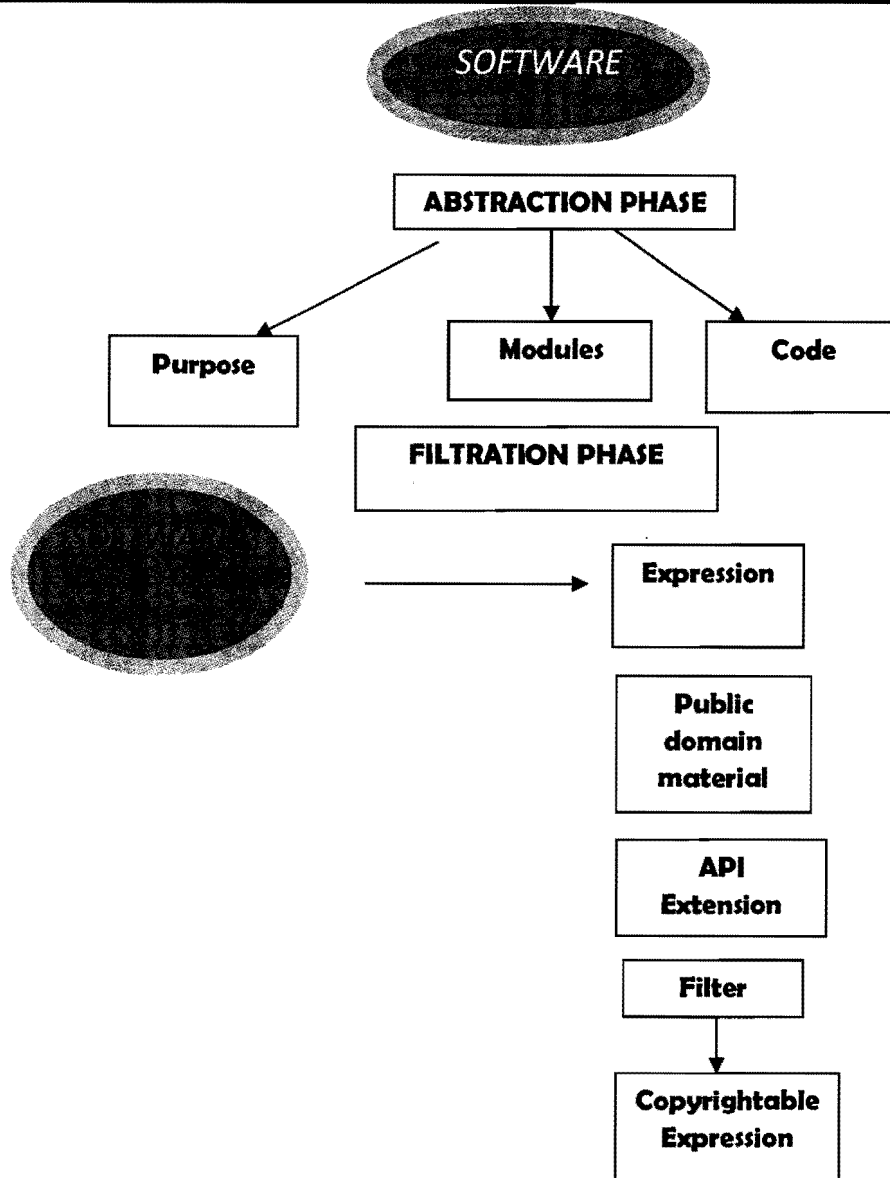 SOFTWARE
ABSTRACTION PHASE
Purpose
Modules
Code
FILTRATION PHASE
Expression
Public
domain
material
API
Extension
Filter
Copyrightable
Expression